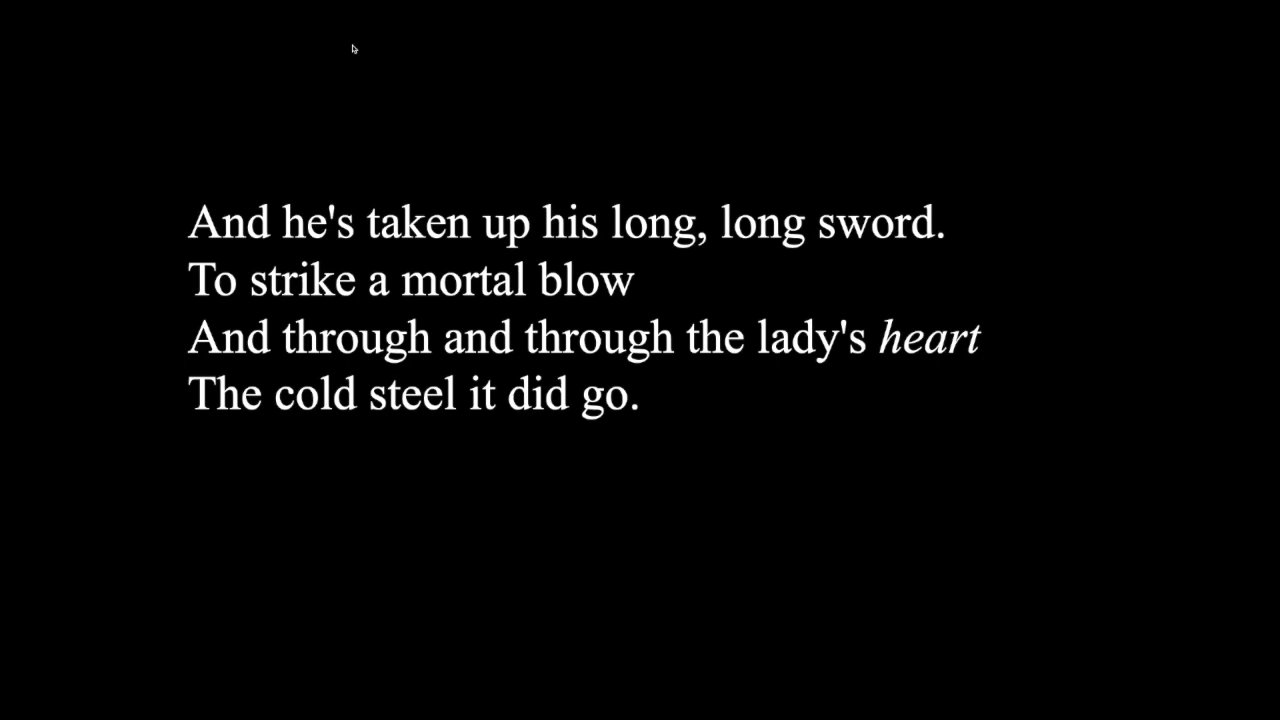 And he's taken up his long, long sword.
To strike a mortal blow
And through and through the lady's heart
The cold steel it did go.